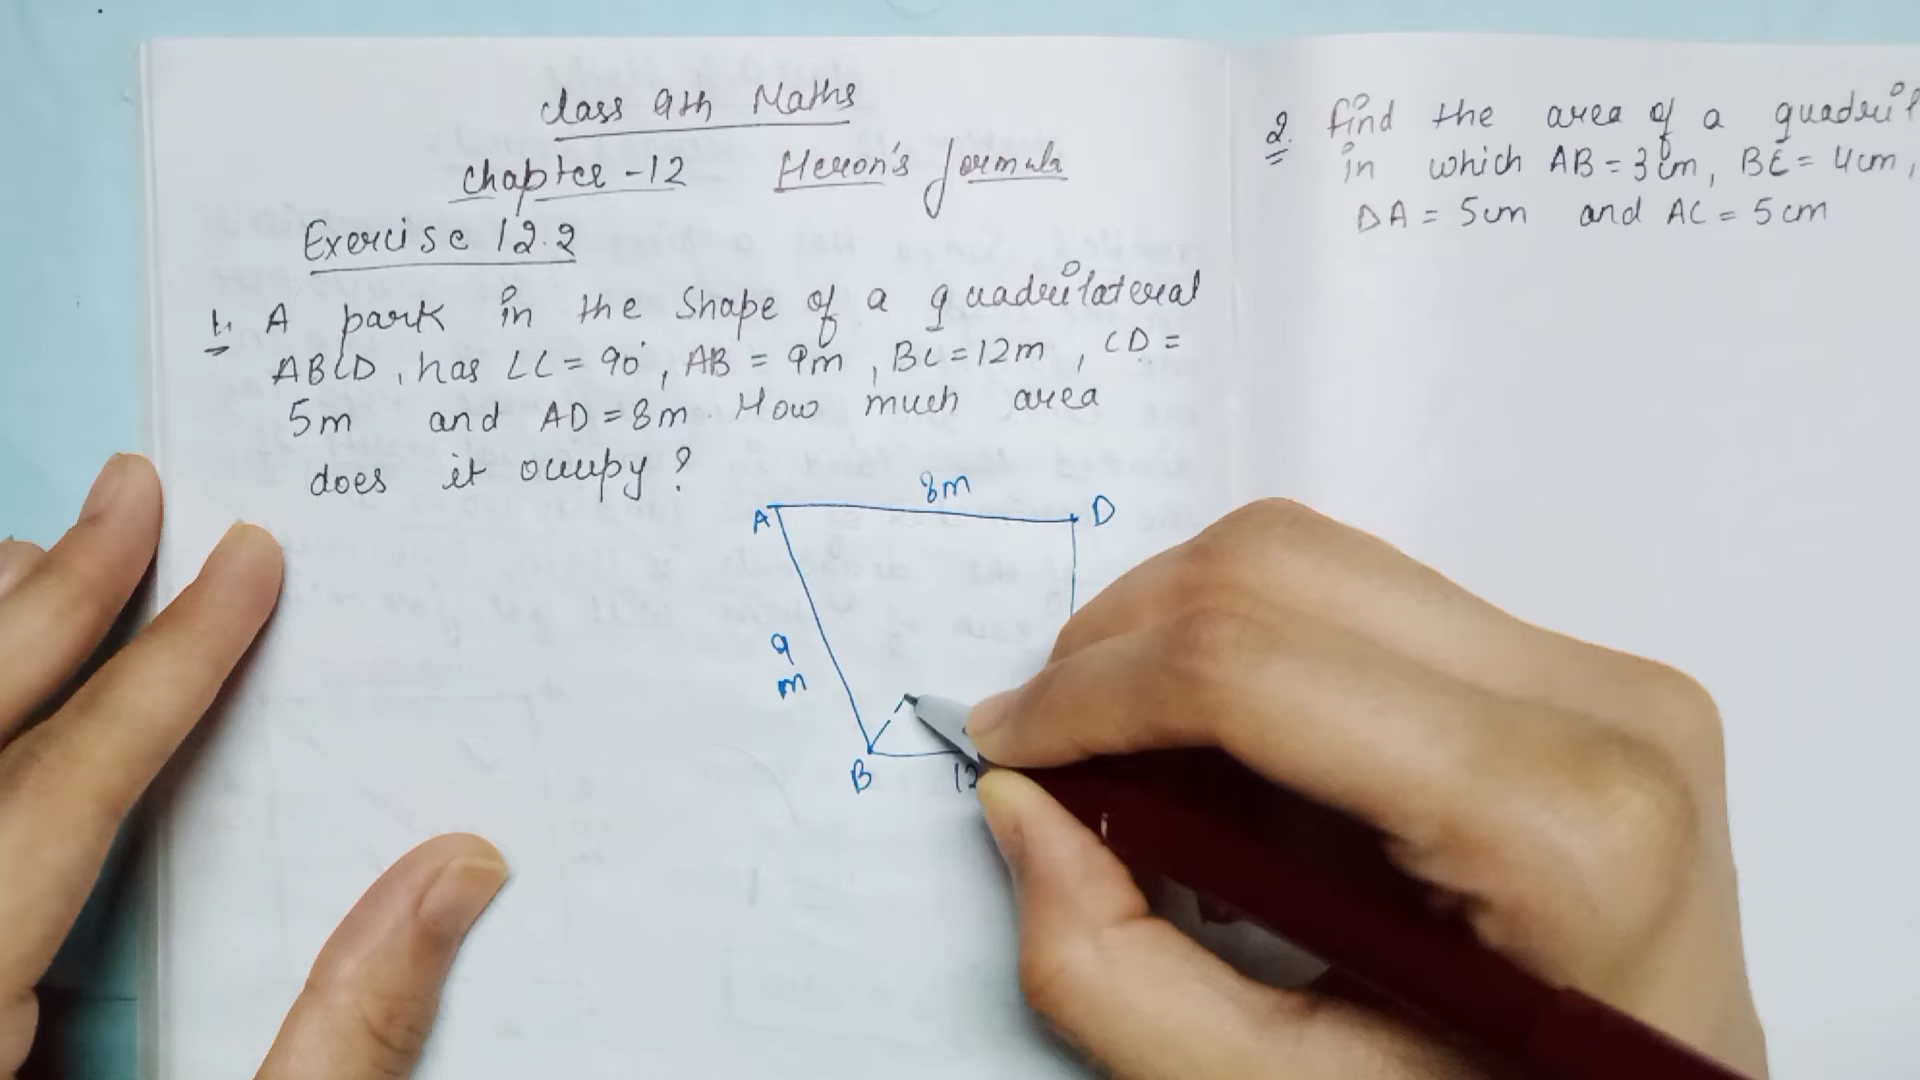 Class 9th Maths
Chapter -12 Heron's formula
Exercise 12.2
1. A park in the shape of a quadrilateral
ABCD, has ∠C = 90°, AB = 9m, BC = 12m, CD =
5m and AD = 8m. How much area
does it occupy?
8m
A
D
9
m
B
12
2. find the area of a
in which AB = 3cm, BC = 4cm,
DA = 5cm and AC = 5cm